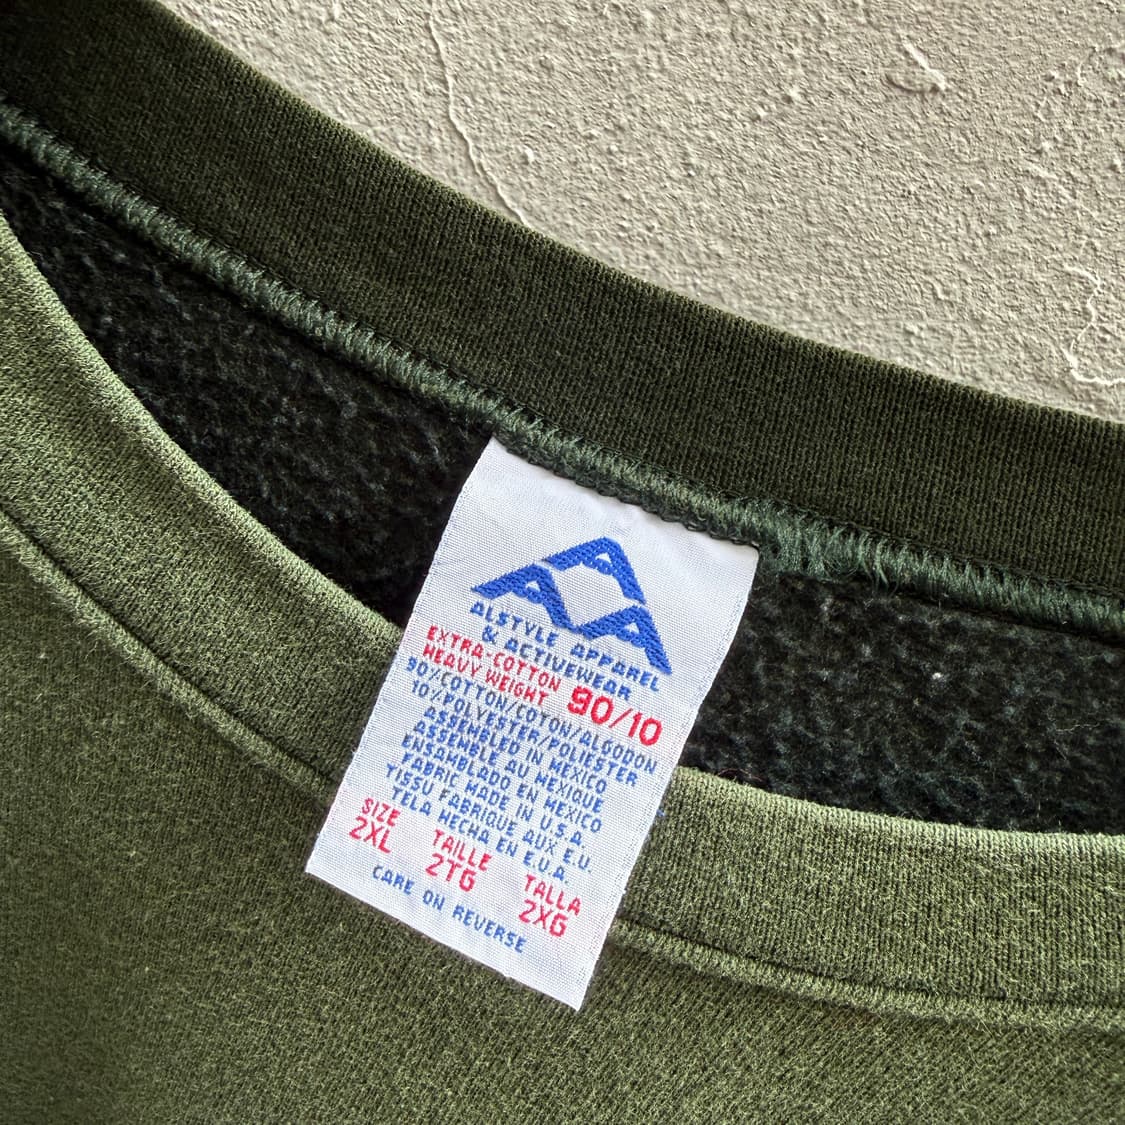 AAA
ALSTYLE APPAREL
& ACTIVEWEAR
EXTRA-COTTON
HEAVY WEIGHT 90/10
90%COTTON/COTON/ALGODON
10%POLYESTER/POLIESTER
ASSEMBLED IN MEXICO
ASSEMBLE AU MEXIQUE
ENSAMBLADO EN MEXICO
FABRIC MADE IN U.S.A.
TISSU FABRIQUE AUX E.U.
TELA HECHA EN E.U.A.
SIZE TAILLE TALLA
2XL 2TG 2XG
CARE ON REVERSE